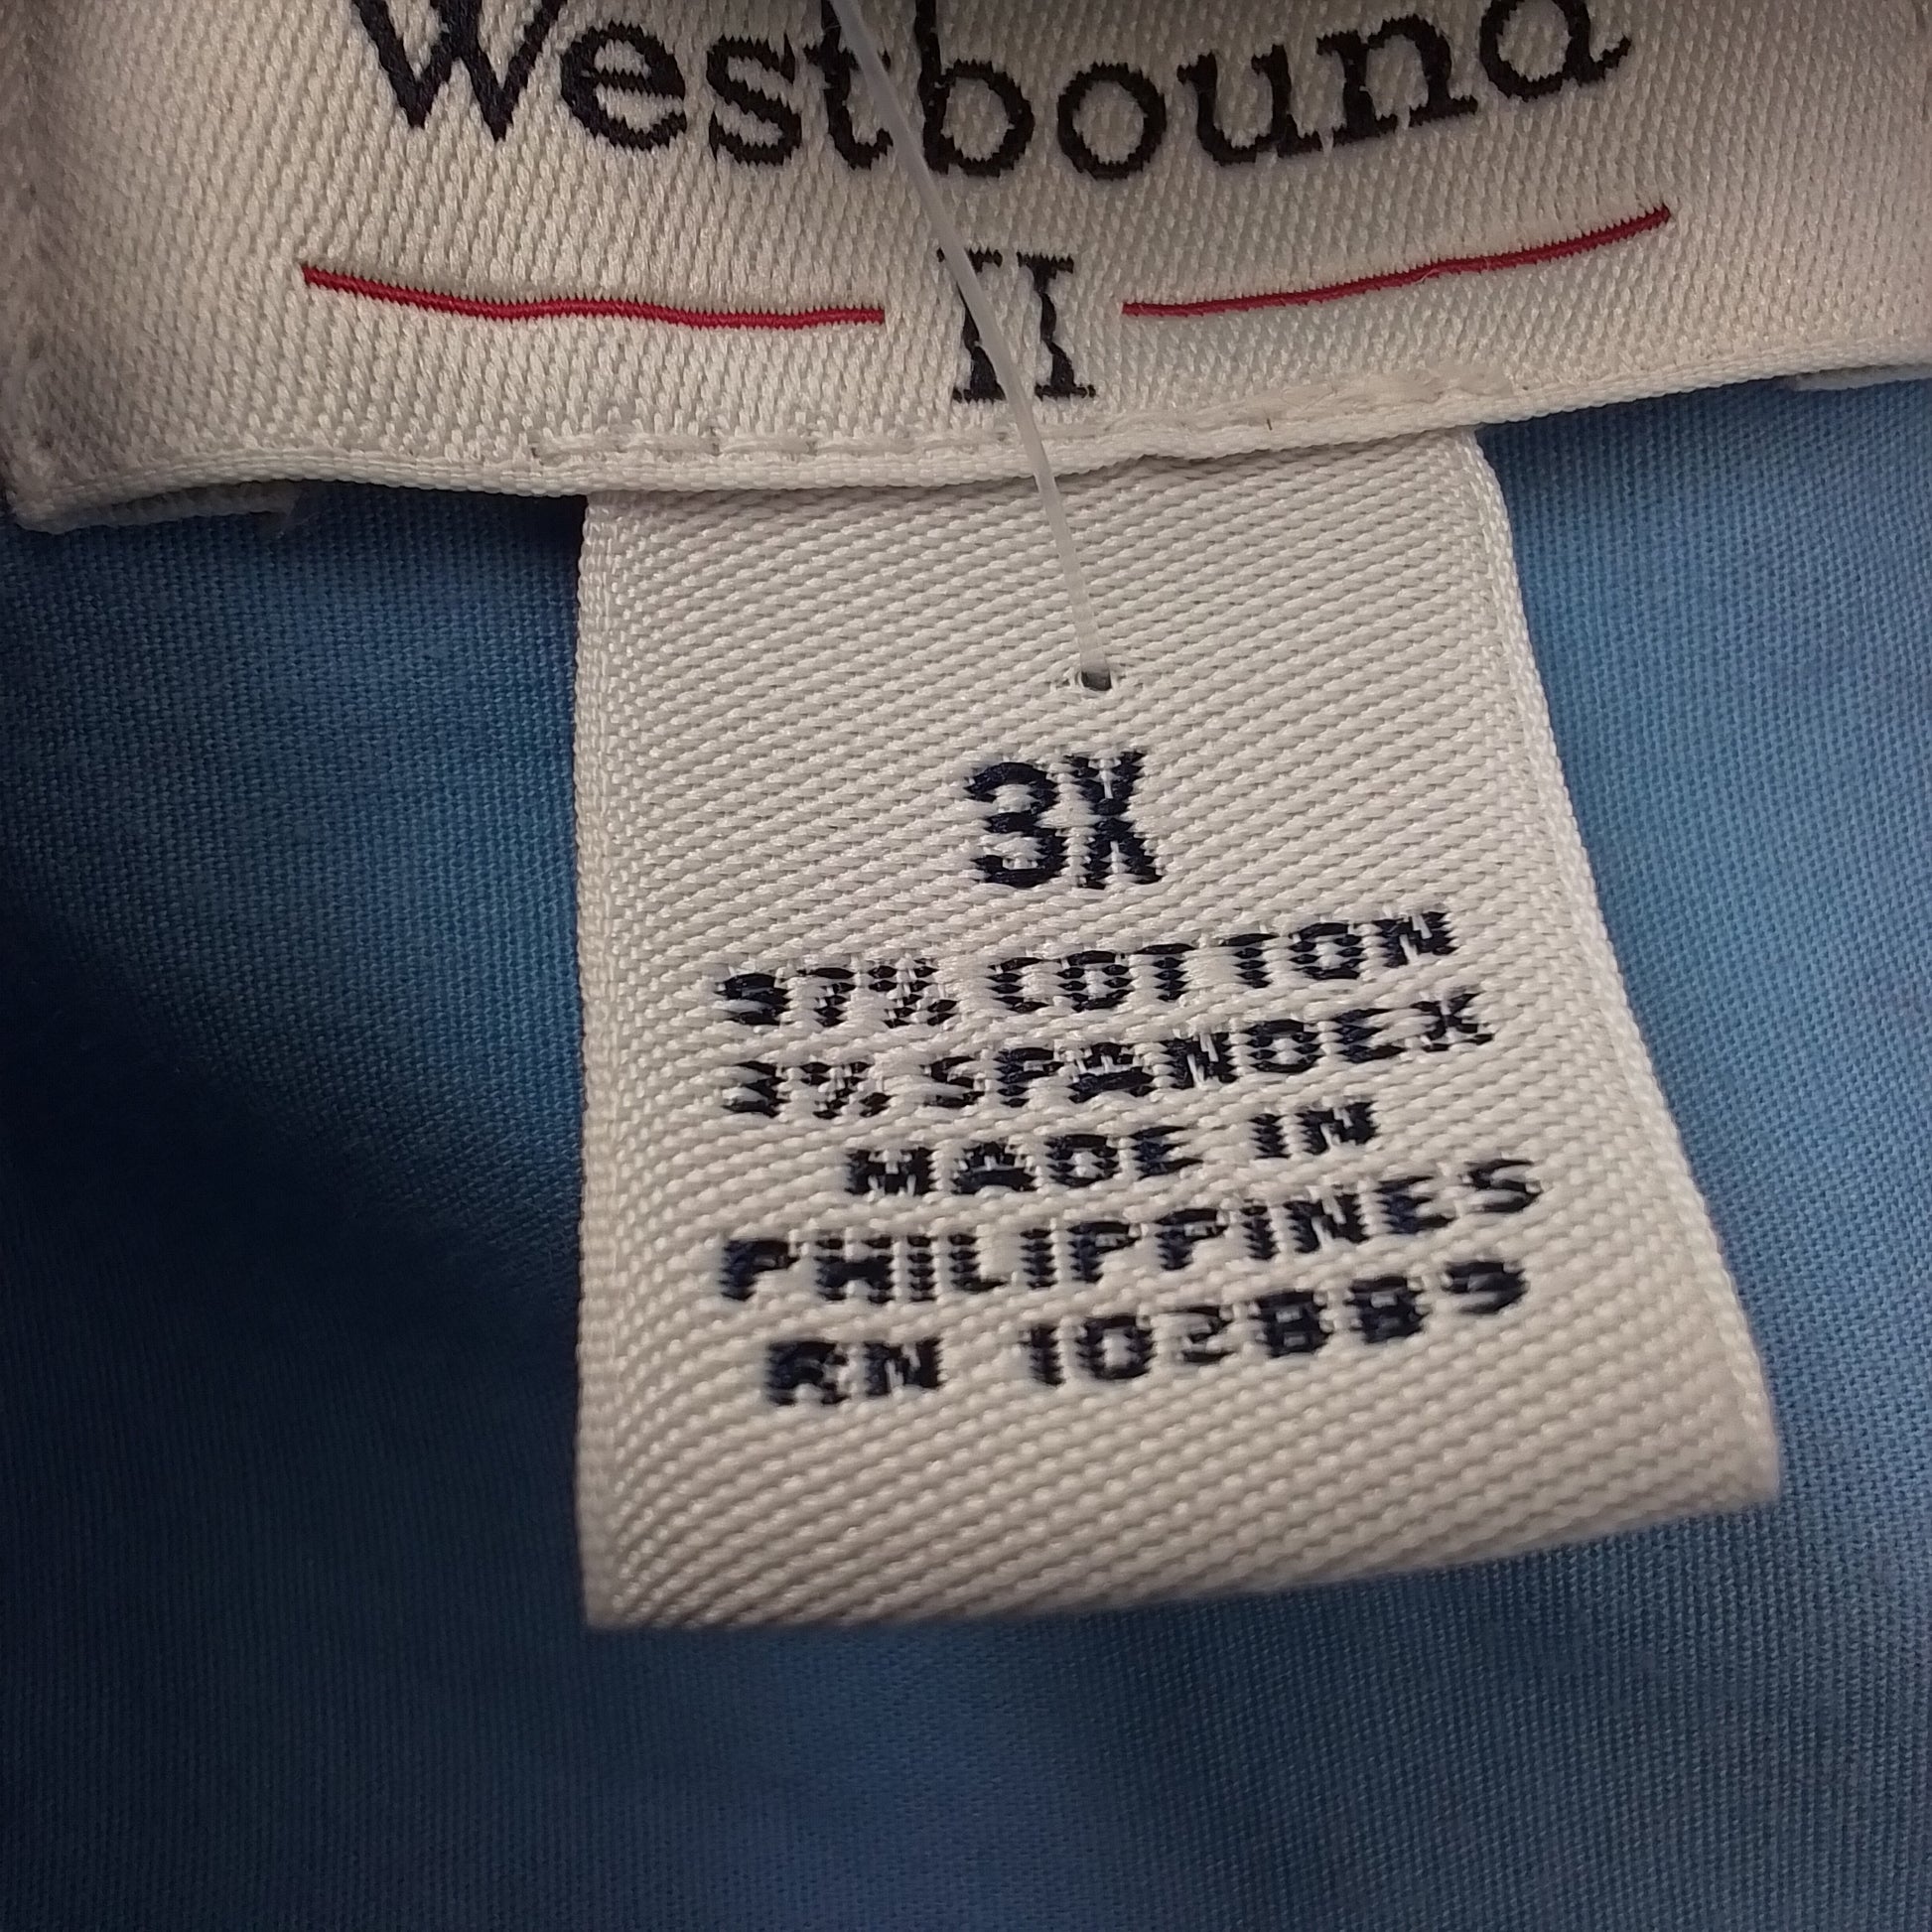 Westbound
II
3X
97% COTTON
3% SPANDEX
MADE IN
PHILIPPINES
RN 102889